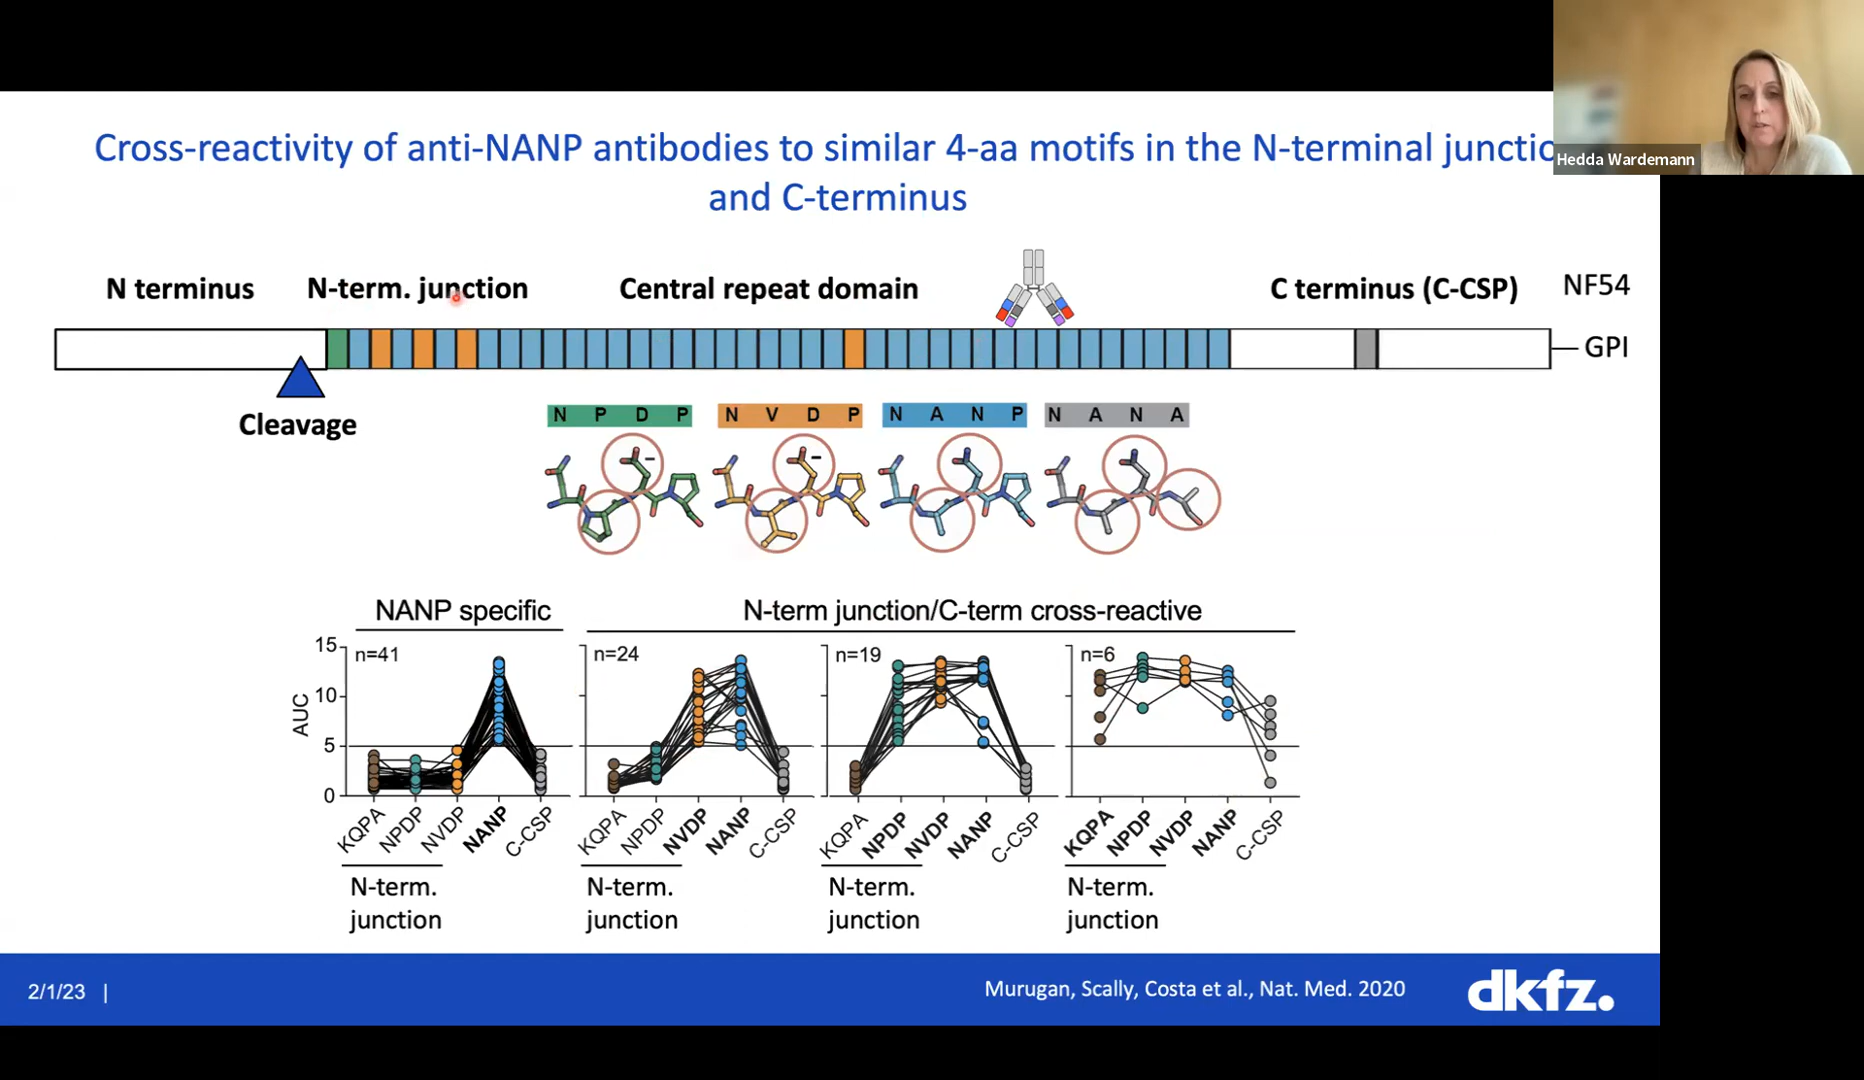 Cross-reactivity of anti-NANP antibodies to similar 4-aa motifs in the N-terminal junctio
and C-terminus
Hedda Wardemann
N terminus
N-term. junction
Central repeat domain
C terminus (C-CSP)
NF54
GPI
Cleavage
N P D P
N V D P
N A N P
N A N A
- -
NANP specific
N-term junction/C-term cross-reactive
AUC
15
10
5
0
n=41
n=24
n=19
n=6
KQPA NPDP NVDP NANP C-CSP
KQPA NPDP NVDP NANP C-CSP
KQPA NPDP NVDP NANP C-CSP
KQPA NPDP NVDP NANP C-CSP
N-term.
junction
N-term.
junction
N-term.
junction
N-term.
junction
2/1/23 |
Murugan, Scally, Costa et al., Nat. Med. 2020
dkfz.